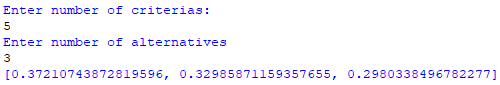 Enter number of criterias:
5
Enter number of alternatives
3
[0.37210743872819596, 0.32985871159357655, 0.2980338496782277]